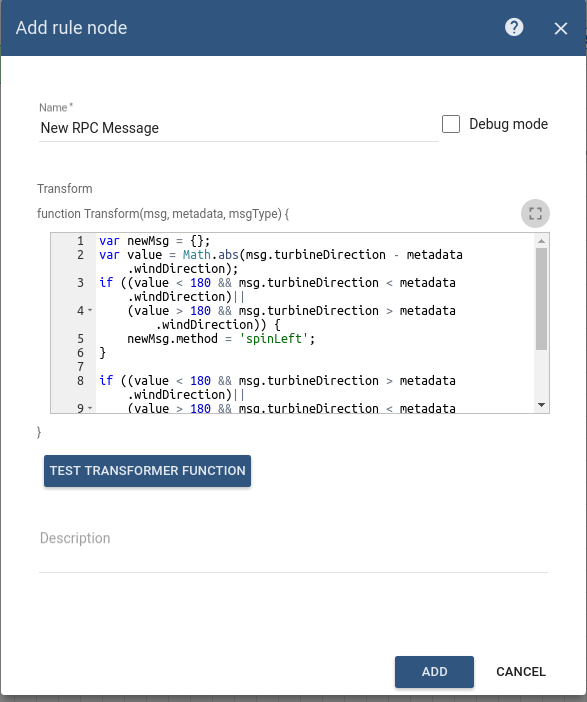 Add rule node
Name *
New RPC Message
Debug mode
Transform
function Transform(msg, metadata, msgType) {
1 var newMsg = {};
2 var value = Math.abs(msg.turbineDirection - metadata
.windDirection);
3 if ((value < 180 && msg.turbineDirection < metadata
.windDirection)||
4 (value > 180 && msg.turbineDirection > metadata
.windDirection)) {
5 newMsg.method = 'spinLeft';
6 }
7
8 if ((value < 180 && msg.turbineDirection > metadata
.windDirection)||
9 (value > 180 && msg.turbineDirection < metadata
}
TEST TRANSFORMER FUNCTION
Description
ADD CANCEL